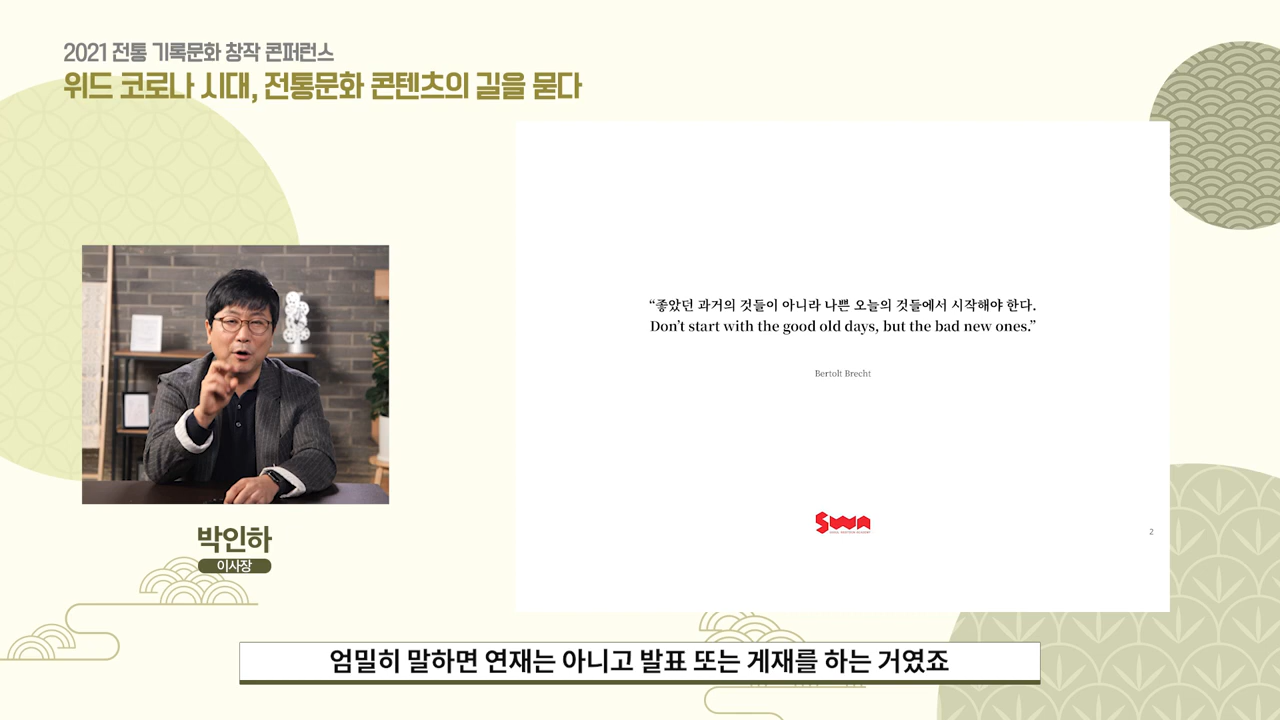 2021 전통 기록문화 창작 콘퍼런스
위드 코로나 시대, 전통문화 콘텐츠의 길을 묻다
“좋았던 과거의 것들이 아니라 나쁜 오늘의 것들에서 시작해야 한다.
Don’t start with the good old days, but the bad new ones.”
Bertolt Brecht
SWA
2
박인하
이사장
엄밀히 말하면 연재는 아니고 발표 또는 게재를 하는 거였죠